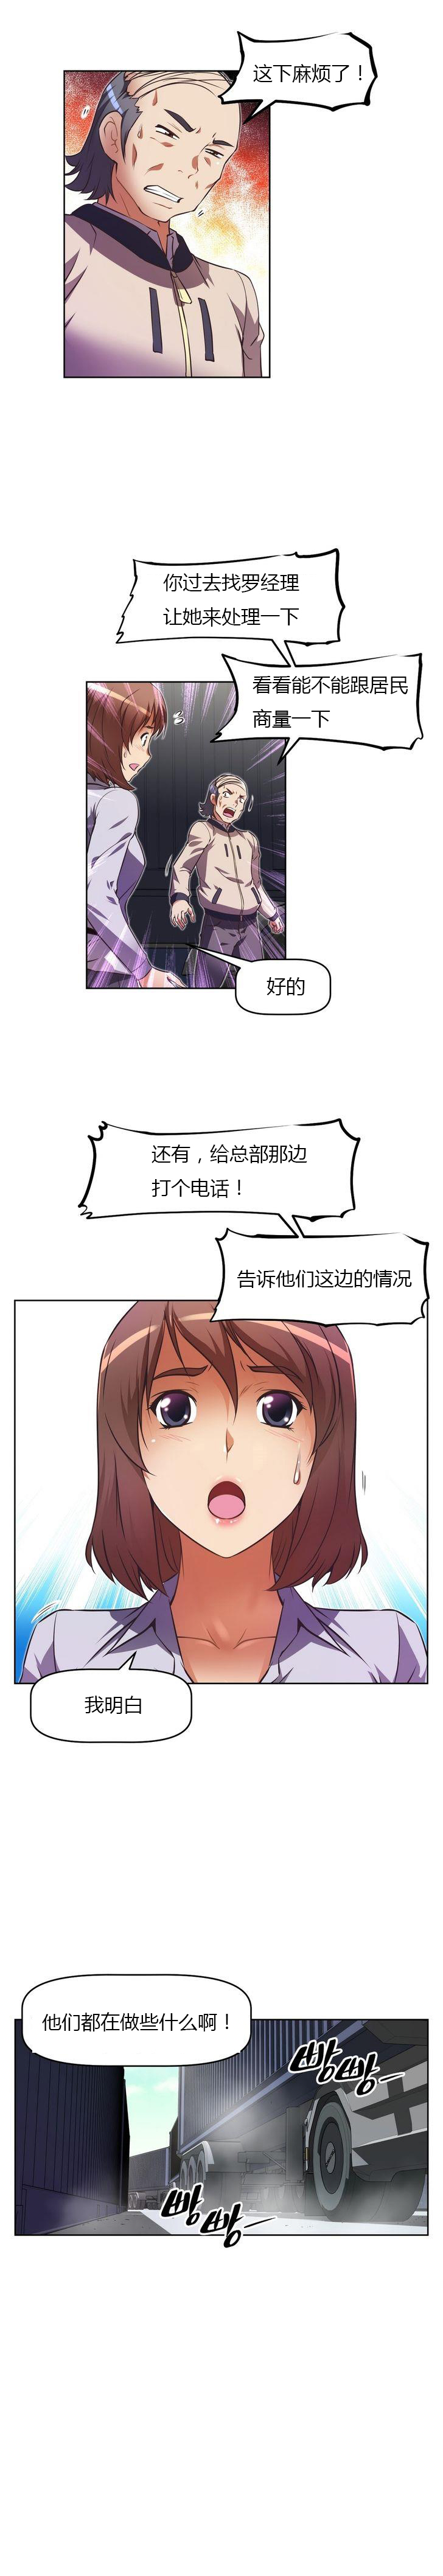 这下麻烦了！
你过去找罗经理
让她来处理一下
看看能不能跟居民
商量一下
好的
还有，给总部那边
打个电话！
告诉他们这边的情况
我明白
他们都在做些什么啊！
빵빵—
빵빵—